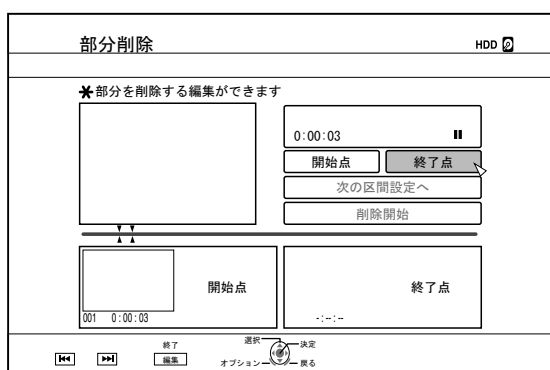 部分削除
HDD
部分を削除する編集ができます
0:00:03
開始点 終了点
次の区間設定へ
削除開始
開始点
001 0:00:03
終了点
-:--:--
終了
編集
選択
決定
オプション
戻る